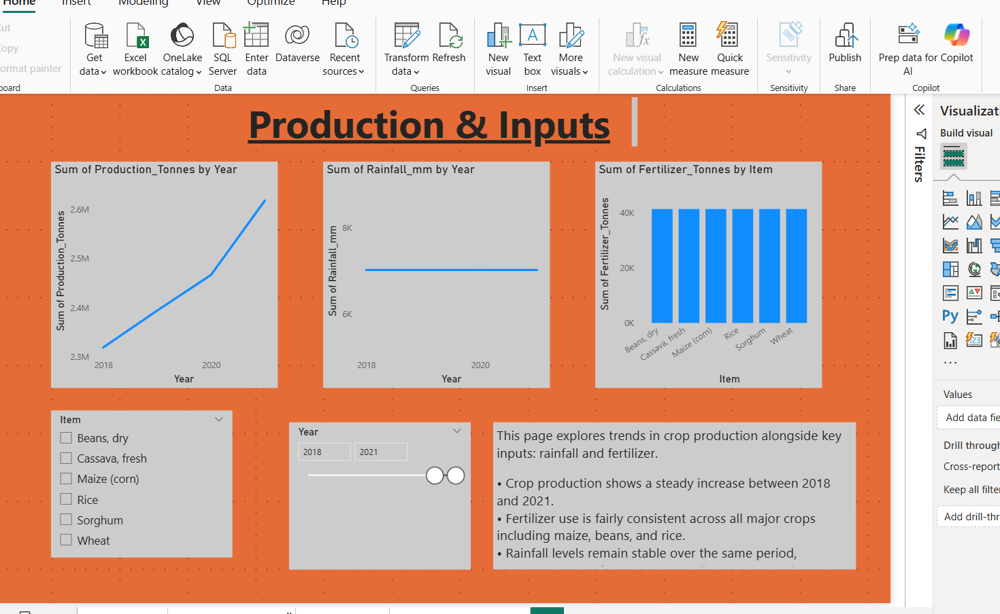 Home Insert Modeling View Optimize Help
Get data
Excel workbook
OneLake catalog
SQL Server
Enter data
Dataverse
Recent sources
Transform data
Refresh
New visual
Text box
More visuals
New visual calculation
New measure
Quick measure
Sensitivity
Publish
Prep data for AI
Copilot
ut
opy
ormat painter
board
Data
Queries
Insert
Calculations
Sensitivity
Share
Copilot
Production & Inputs
Sum of Production_Tonnes by Year
Sum of Production_Tonnes
2.6M
2.5M
2.4M
2.3M
2018 2020
Year
Sum of Rainfall_mm by Year
Sum of Rainfall_mm
8K
6K
2018 2020
Year
Sum of Fertilizer_Tonnes by Item
Sum of Fertilizer_Tonnes
40K
20K
0K
Beans, dry
Cassava, fresh
Maize (corn)
Rice
Sorghum
Wheat
Item
Item
Beans, dry
Cassava, fresh
Maize (corn)
Rice
Sorghum
Wheat
Year
2018 2021
This page explores trends in crop production alongside key
inputs: rainfall and fertilizer.
• Crop production shows a steady increase between 2018
and 2021.
• Fertilizer use is fairly consistent across all major crops
including maize, beans, and rice.
• Rainfall levels remain stable over the same period,
Filters
Visualizat
Build visual
Py
123
...
Values
Add data fie
Drill through
Cross-report
Keep all filter
Add drill-thr